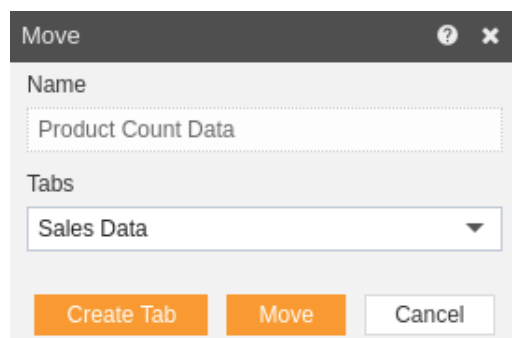 Move
Name
Product Count Data
Tabs
Sales Data
Create Tab Move Cancel